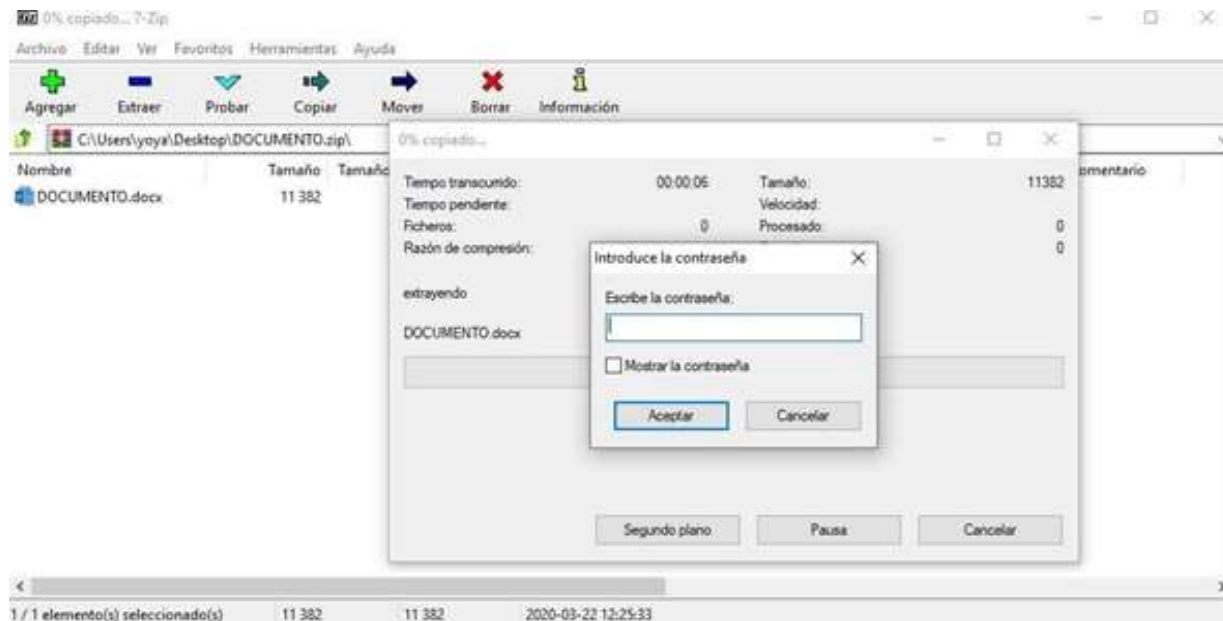 0% copiado... 7-Zip
Archivo Editar Ver Favoritos Herramientas Ayuda
Agregar Extraer Probar Copiar Mover Borrar Información
C:\Users\yoya\Desktop\DOCUMENTO.zip\
Nombre Tamaño Tamaño omentario
DOCUMENTO.docx 11 382
0% copiado...
Tiempo transcurrido: 00:00:06 Tamaño: 11382
Tiempo pendiente: Velocidad:
Ficheros: 0 Procesado: 0
Razón de compresión: 0
extrayendo
DOCUMENTO.docx
Introduce la contraseña
Escribe la contraseña:
Mostrar la contraseña
Aceptar Cancelar
Segundo plano Pausa Cancelar
1 / 1 elemento(s) seleccionado(s) 11 382 11 382 2020-03-22 12:25:33